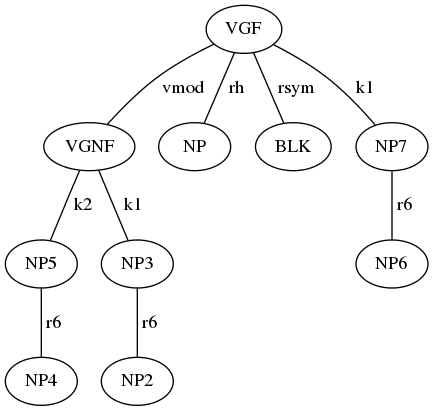 VGF
vmod rh rsym k1
VGNF NP BLK NP7
k2 k1 r6
NP5 NP3 NP6
r6 r6
NP4 NP2